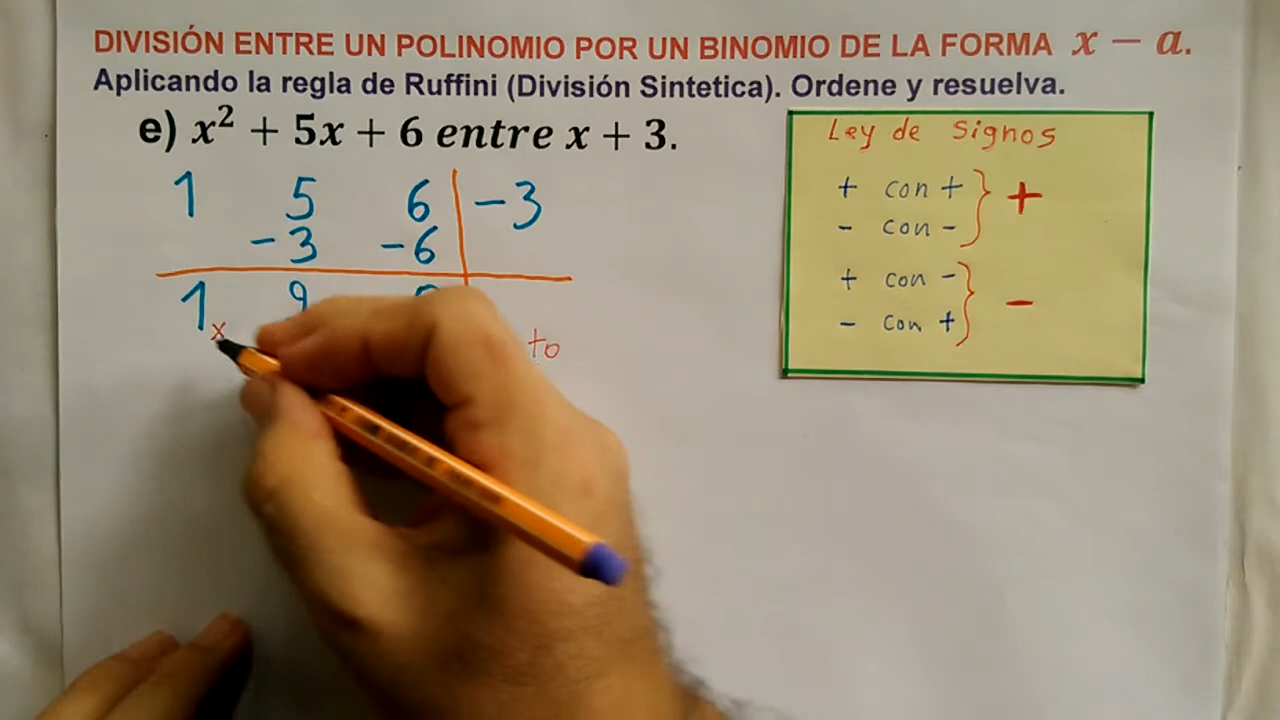 DIVISIÓN ENTRE UN POLINOMIO POR UN BINOMIO DE LA FORMA x − a.
Aplicando la regla de Ruffini (División Sintetica). Ordene y resuelva.
e) x² + 5x + 6 entre x + 3.
1 5 6 −3
−3 −6
1
x
to
Ley de Signos
+ con +
- con -
+
+ con -
- con +
−